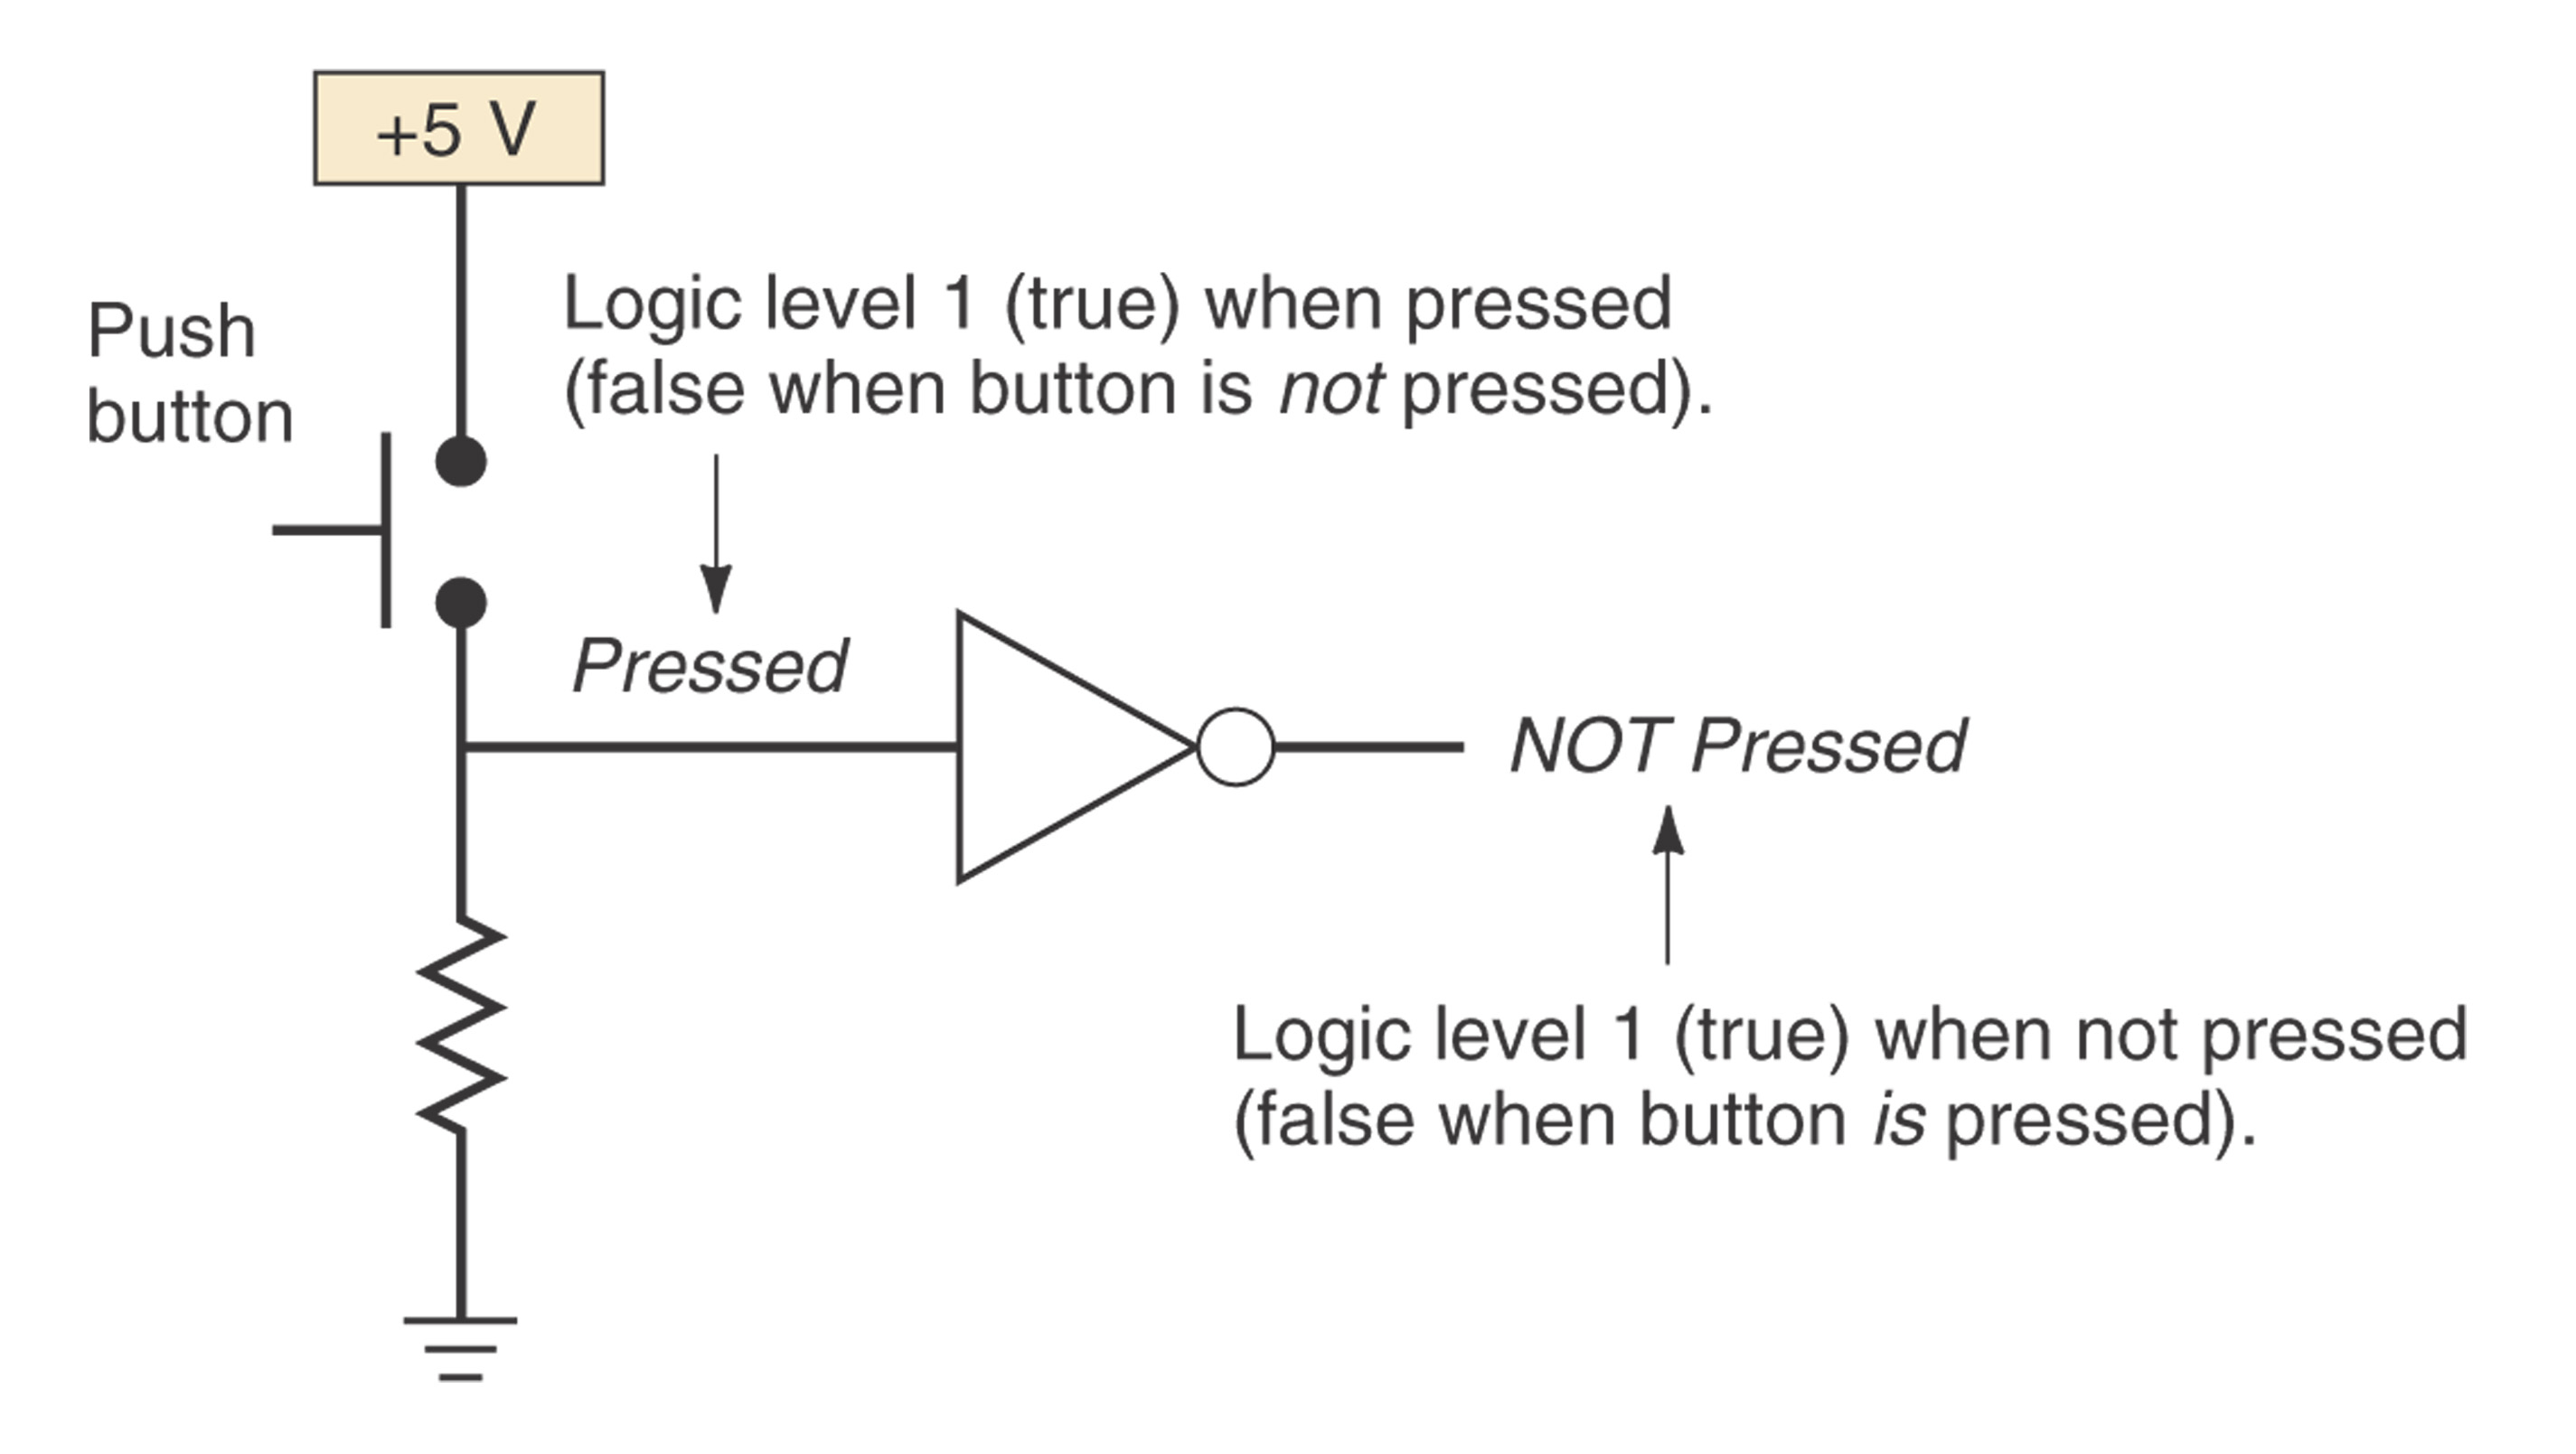 +5 V
Push
button
Logic level 1 (true) when pressed
(false when button is not pressed).
Pressed
NOT Pressed
Logic level 1 (true) when not pressed
(false when button is pressed).